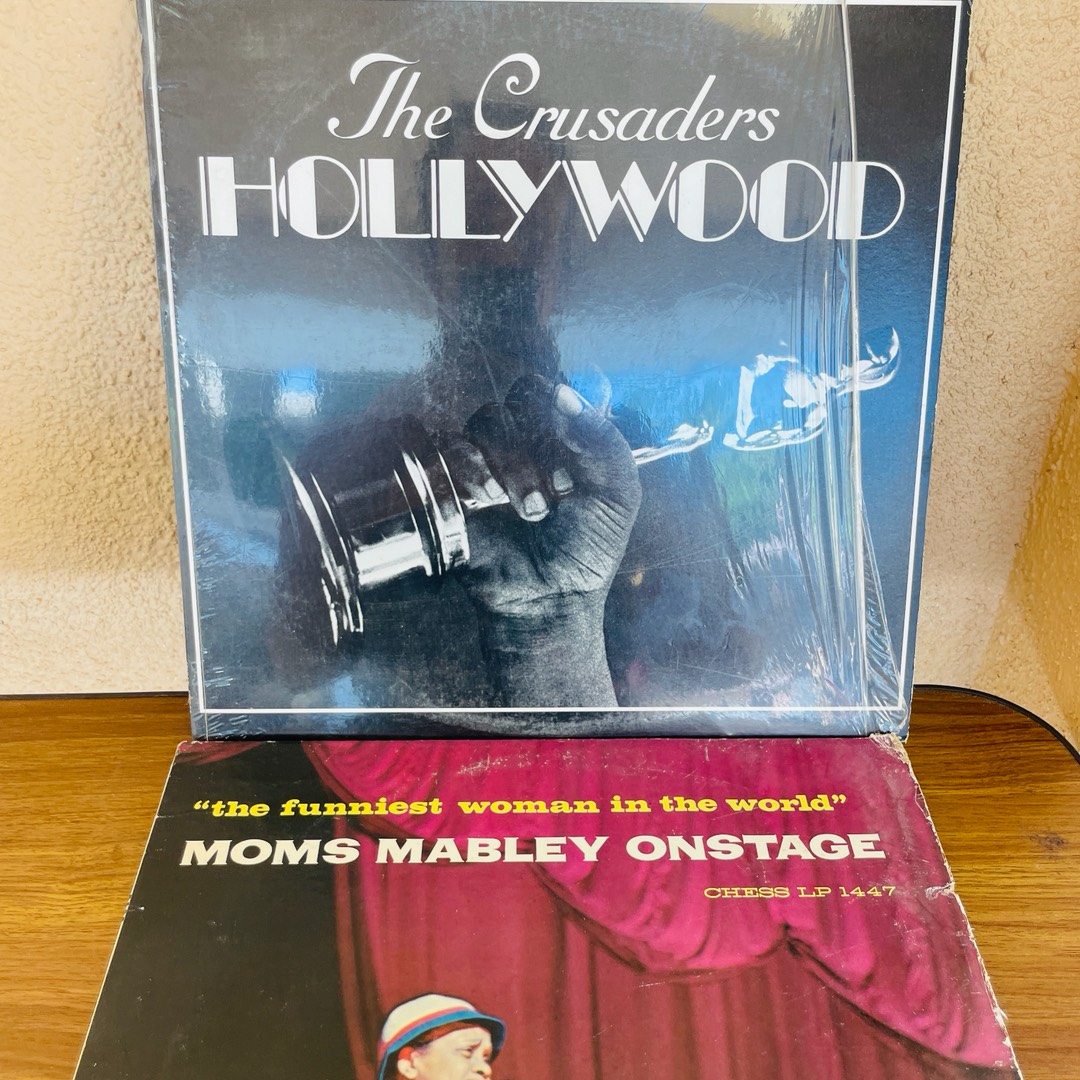 The Crusaders
HOLLYWOOD
“the funniest woman in the world”
MOMS MABLEY ONSTAGE
CHESS LP 1447